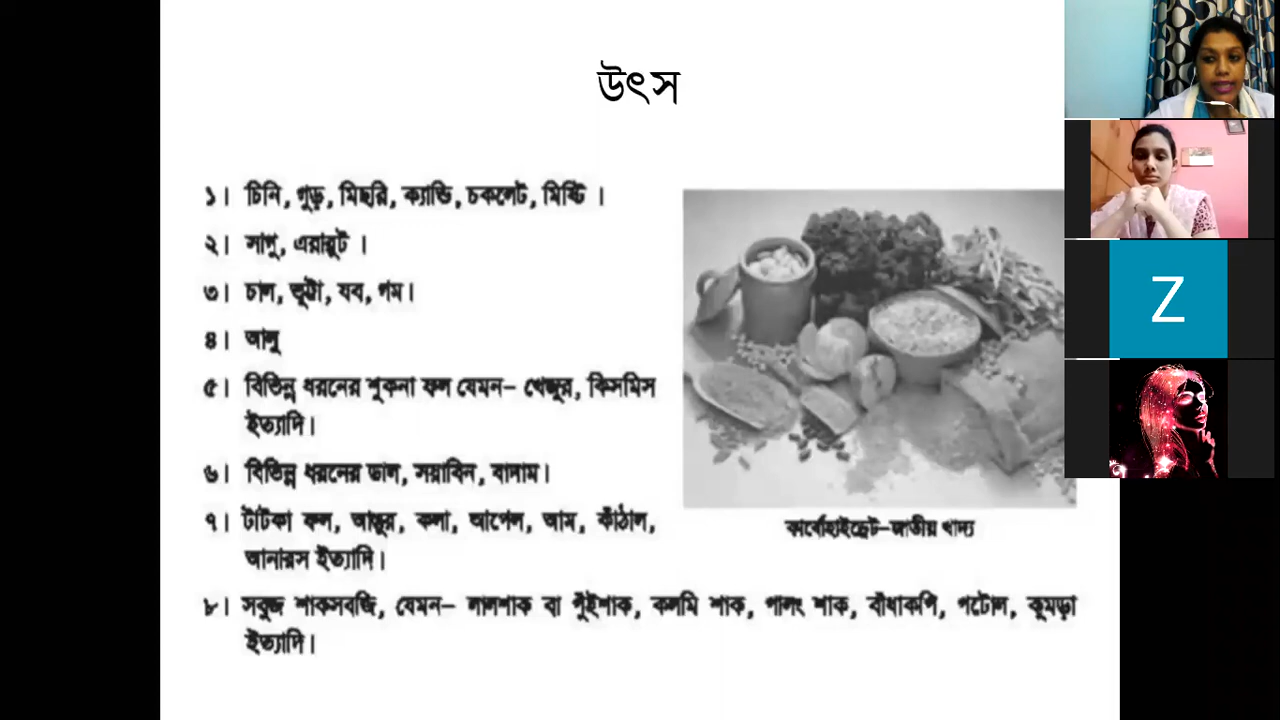 উৎস
১। চিনি, গুড়, মিছরি, ক্যান্ডি, চকলেট, মিষ্টি ।
২। সাগু, এয়ারুট ।
৩। চাল, ভুট্টা, যব, গম।
৪। আলু
৫। বিভিন্ন ধরনের শুকনা ফল যেমন– খেজুর, কিসমিস
ইত্যাদি।
৬। বিভিন্ন ধরনের ডাল, সয়াবিন, বাদাম।
৭। টাটকা ফল, আঙ্গুর, কলা, আপেল, আম, কাঁঠাল,
আনারস ইত্যাদি।
কার্বোহাইড্রেট–জাতীয় খাদ্য
৮। সবুজ শাকসবজি, যেমন– লালশাক বা পুঁইশাক, কলমি শাক, পালং শাক, বাঁধাকপি, পটোল, কুমড়া
ইত্যাদি।
Z